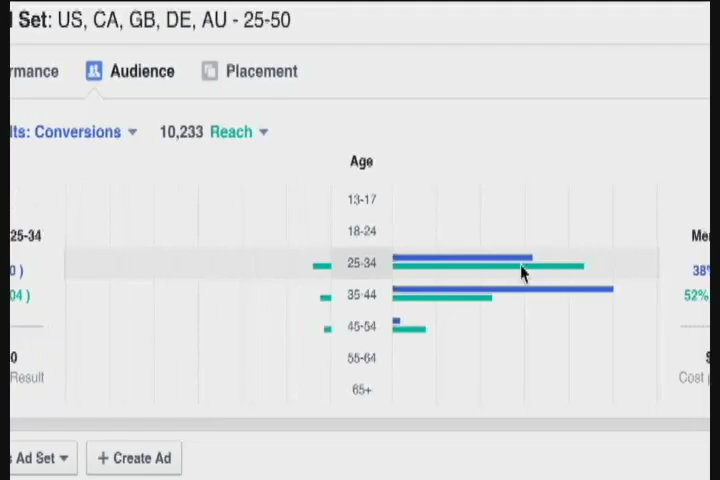 Set: US, CA, GB, DE, AU - 25-50
rmance Audience Placement
lts: Conversions 10,233 Reach
Age
13-17
18-24
25-34 25-34 Me
0 ) 38%
35-44
04 ) 52%
45-54
0 55-64 $
Result Cost p
65+
Ad Set + Create Ad